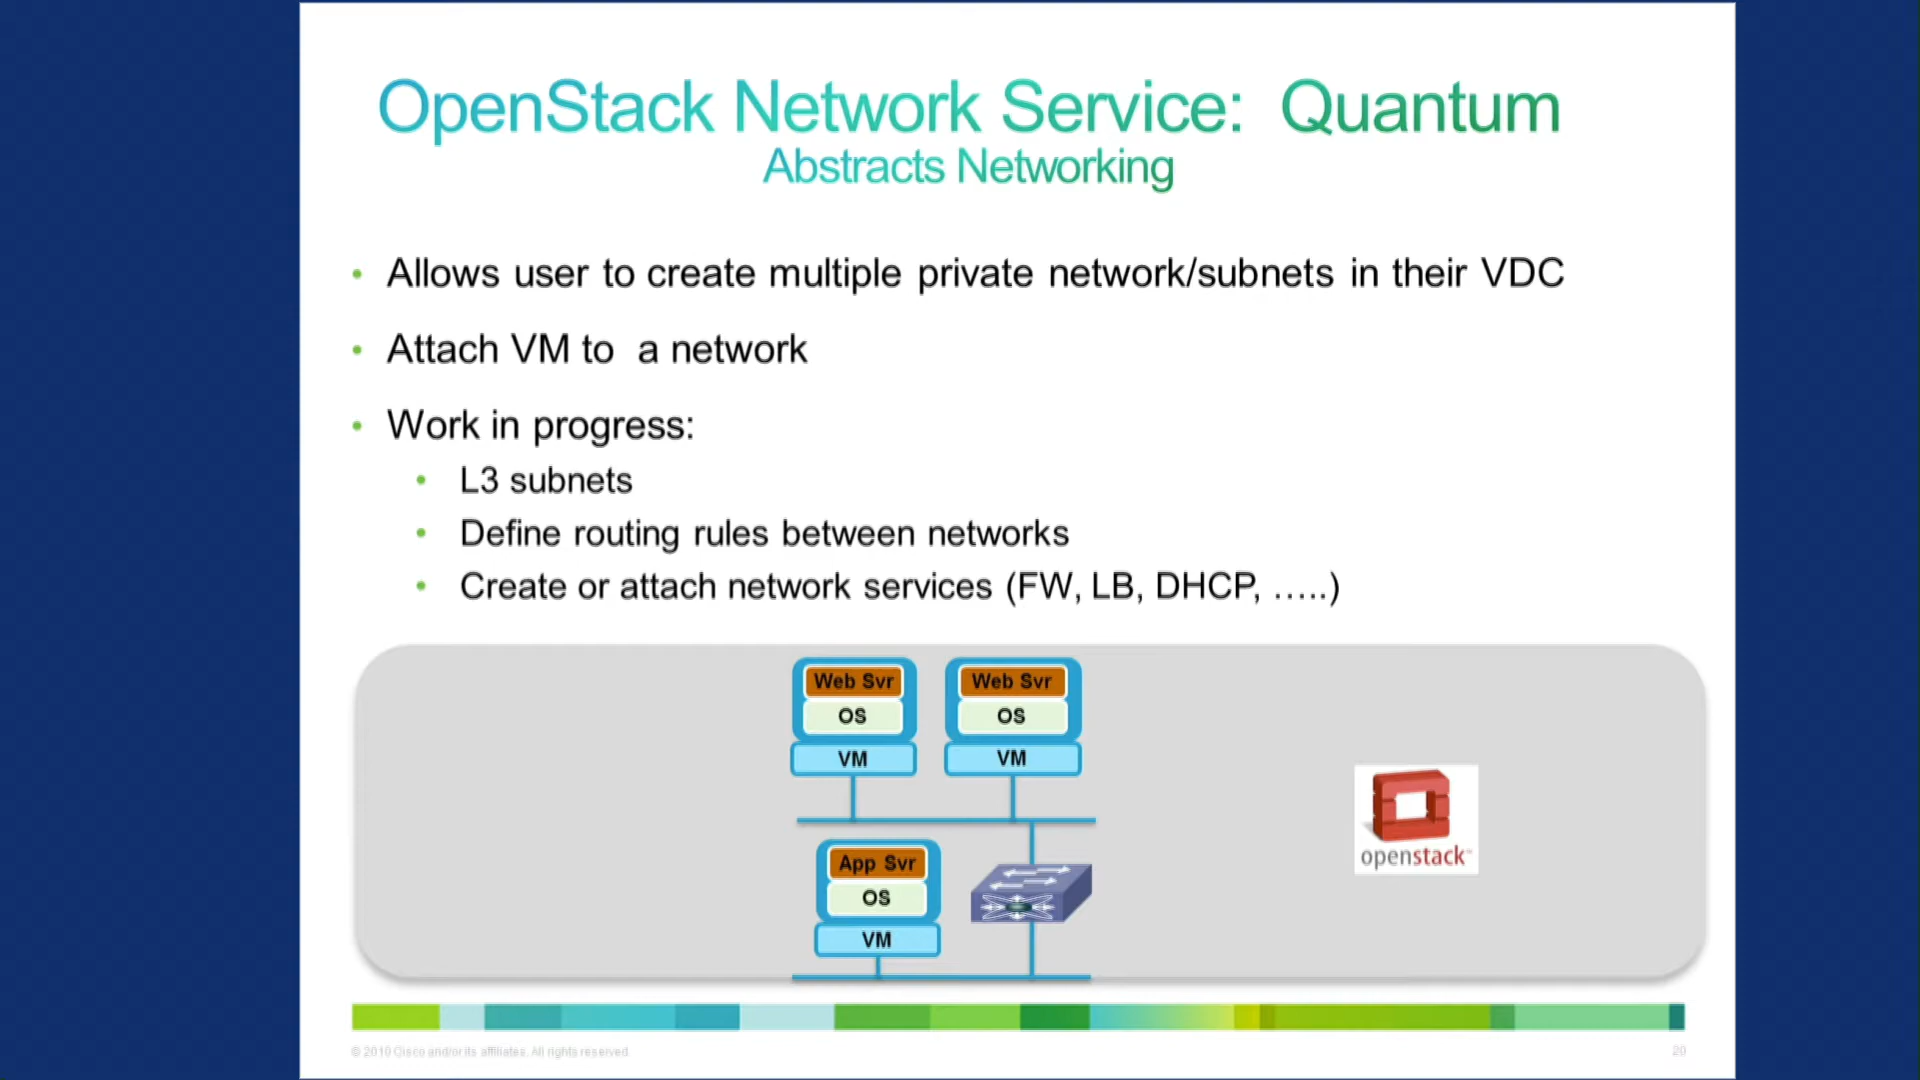 OpenStack Network Service: Quantum
Abstracts Networking
• Allows user to create multiple private network/subnets in their VDC
• Attach VM to a network
• Work in progress:
• L3 subnets
• Define routing rules between networks
• Create or attach network services (FW, LB, DHCP, …..)
Web Svr Web Svr
OS OS
VM VM
App Svr
OS
VM
openstack™
© 2010 Cisco and/or its affiliates. All rights reserved.
20